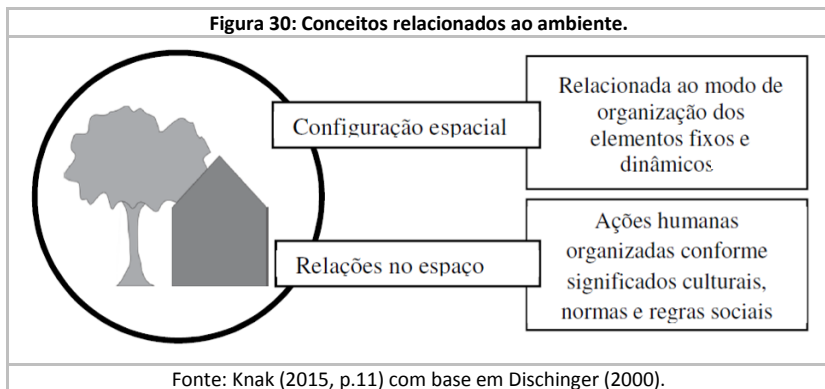 Figura 30: Conceitos relacionados ao ambiente.
Configuração espacial
Relacionada ao modo de
organização dos
elementos fixos e
dinâmicos
Relações no espaço
Ações humanas
organizadas conforme
significados culturais,
normas e regras sociais
Fonte: Knak (2015, p.11) com base em Dischinger (2000).